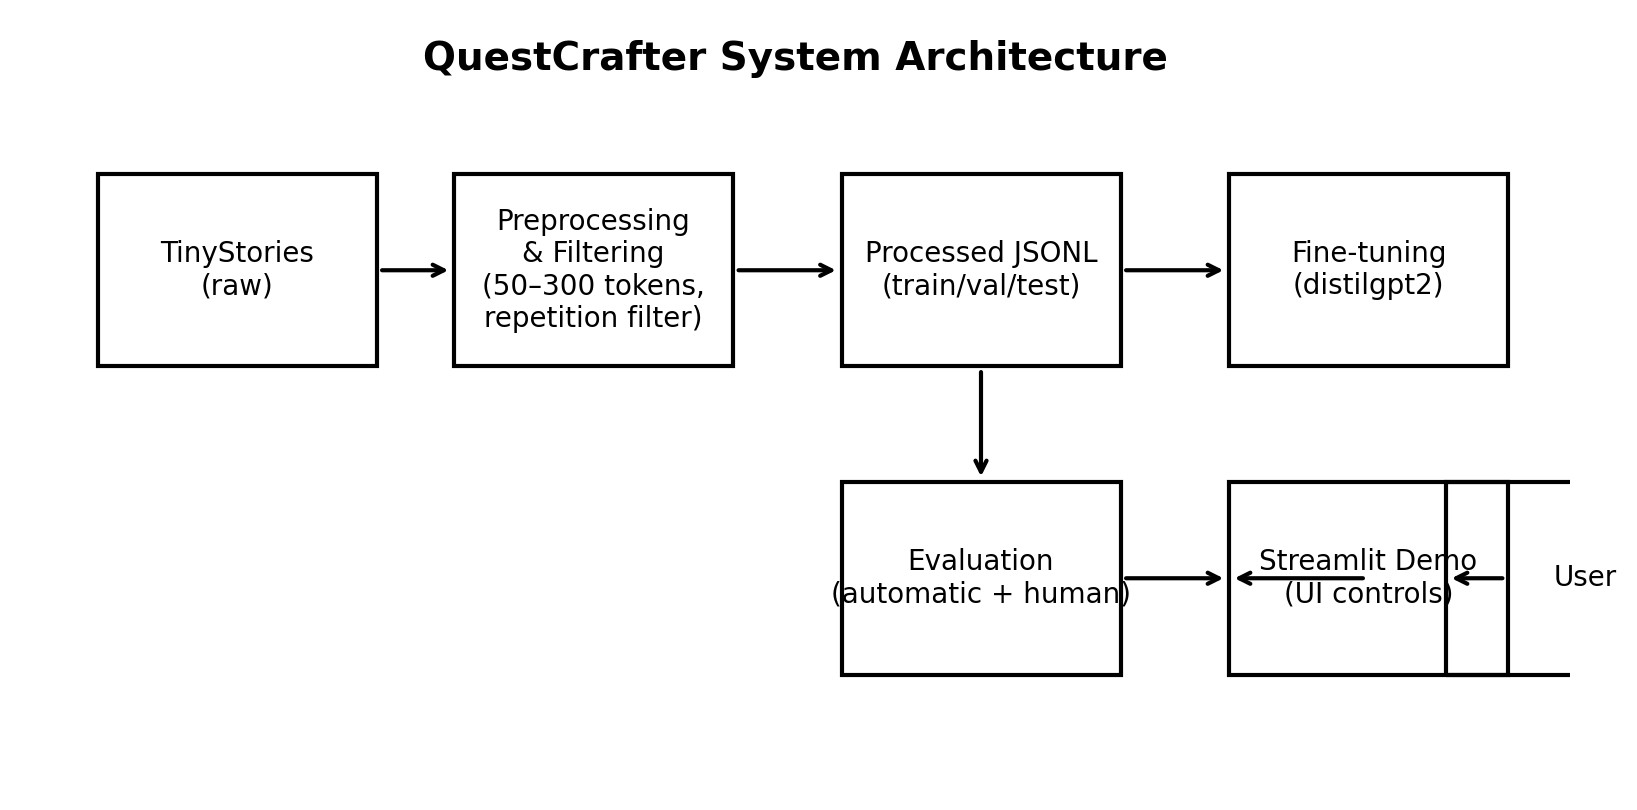 QuestCrafter System Architecture
TinyStories
(raw)
Preprocessing
& Filtering
(50–300 tokens,
repetition filter)
Processed JSONL
(train/val/test)
Fine-tuning
(distilgpt2)
Evaluation
(automatic + human)
Streamlit Demo
(UI controls)
User